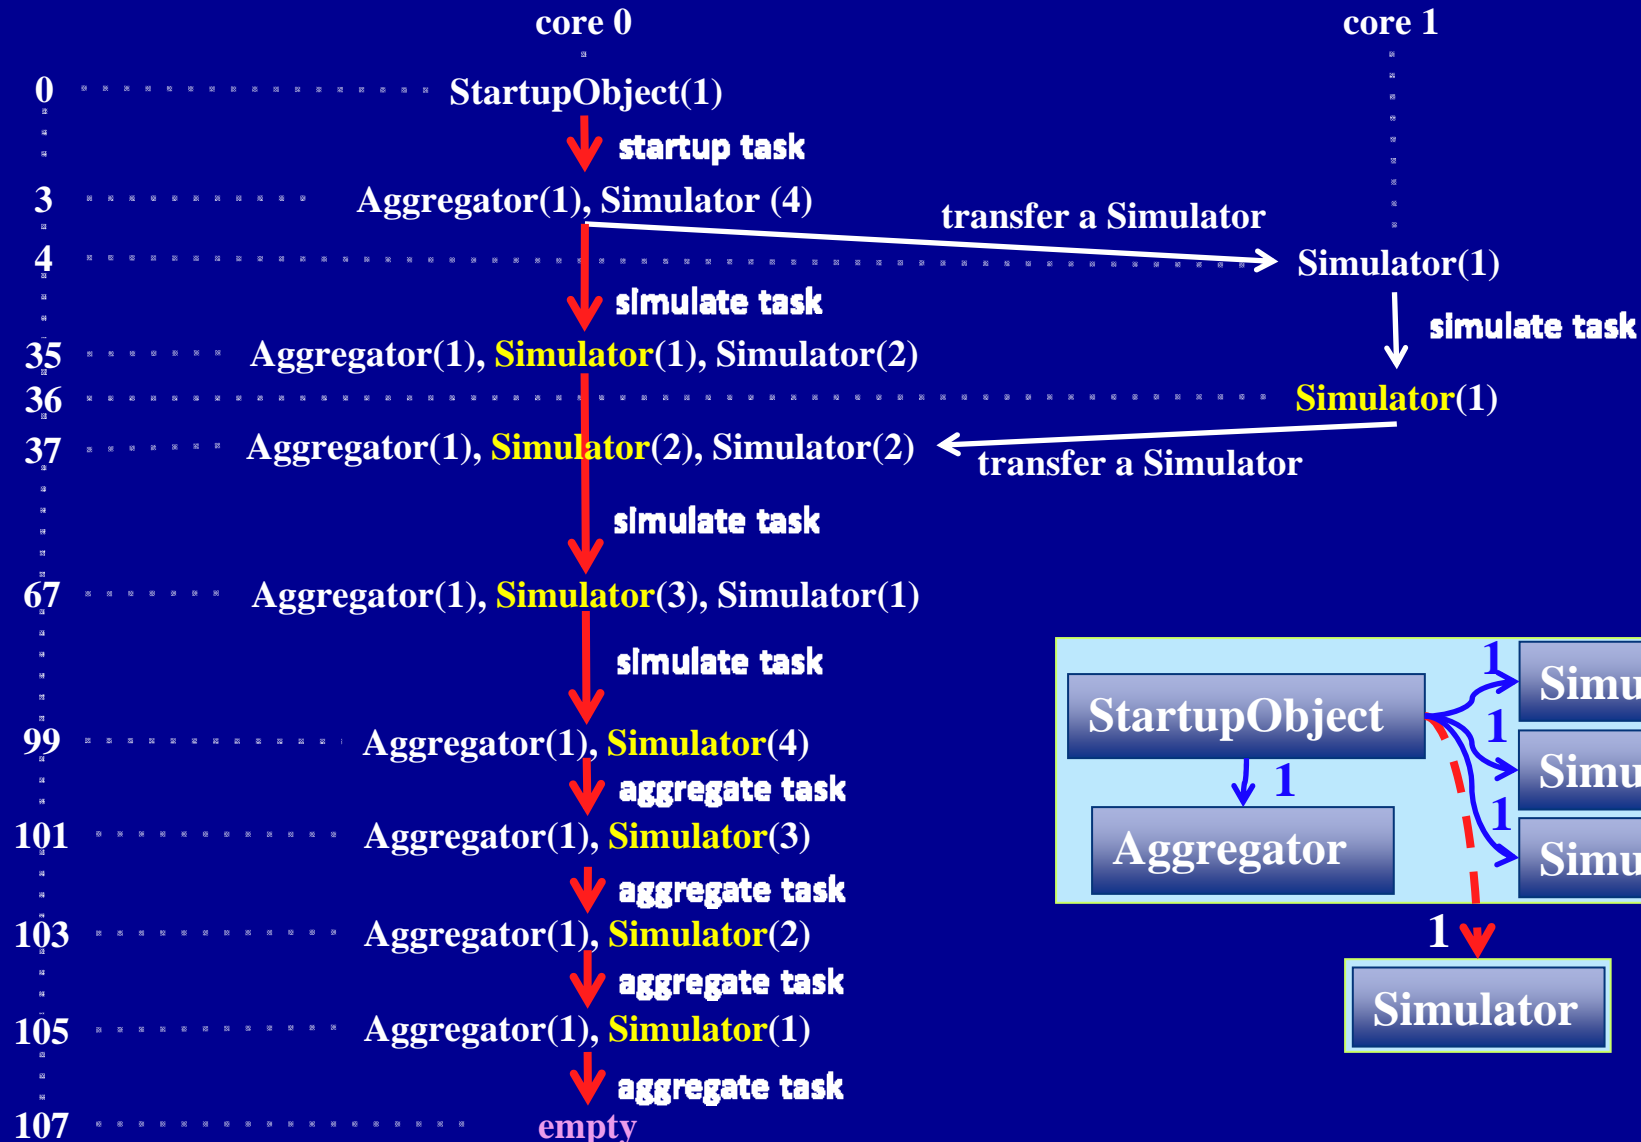 core 0
core 1
0
StartupObject(1)
startup task
3
Aggregator(1), Simulator (4)
transfer a Simulator
4
Simulator(1)
simulate task
simulate task
35
Aggregator(1), Simulator(1), Simulator(2)
36
Simulator(1)
37
Aggregator(1), Simulator(2), Simulator(2)
transfer a Simulator
simulate task
67
Aggregator(1), Simulator(3), Simulator(1)
simulate task
99
Aggregator(1), Simulator(4)
aggregate task
101
Aggregator(1), Simulator(3)
aggregate task
103
Aggregator(1), Simulator(2)
aggregate task
105
Aggregator(1), Simulator(1)
aggregate task
107
empty
StartupObject
1
Simu
1
Simu
1
Simu
1
Aggregator
1
Simulator